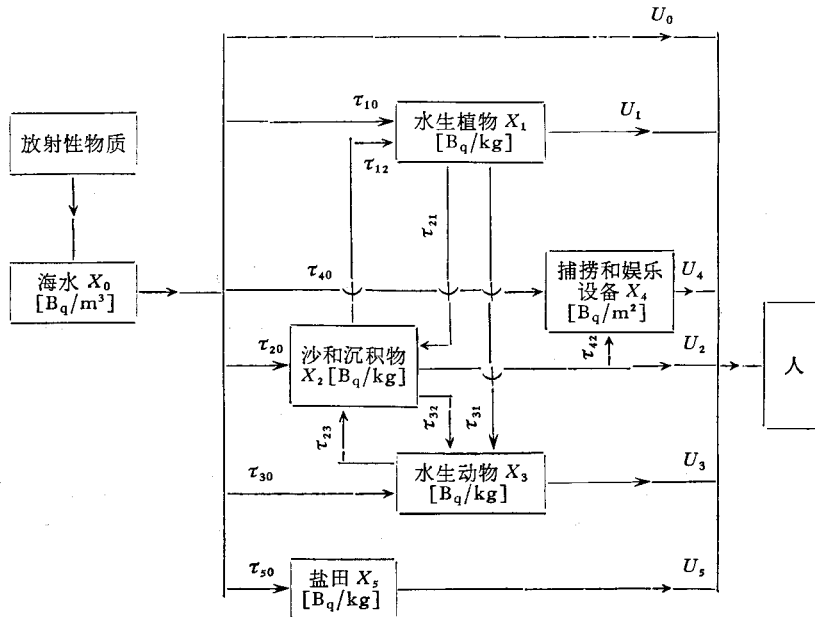 U₀
τ₁₀
水生植物 X₁
[Bq/kg]
U₁
放射性物质
τ₁₂
τ₂₁
海水 X₀
[Bq/m³]
τ₄₀
捕捞和娱乐
设备 X₄
[Bq/m²]
U₄
τ₂₀
沙和沉积物
X₂[Bq/kg]
τ₄₂
U₂
人
τ₂₃
τ₃₂
τ₃₁
τ₃₀
水生动物 X₃
[Bq/kg]
U₃
τ₅₀
盐田 X₅
[Bq/kg]
U₅